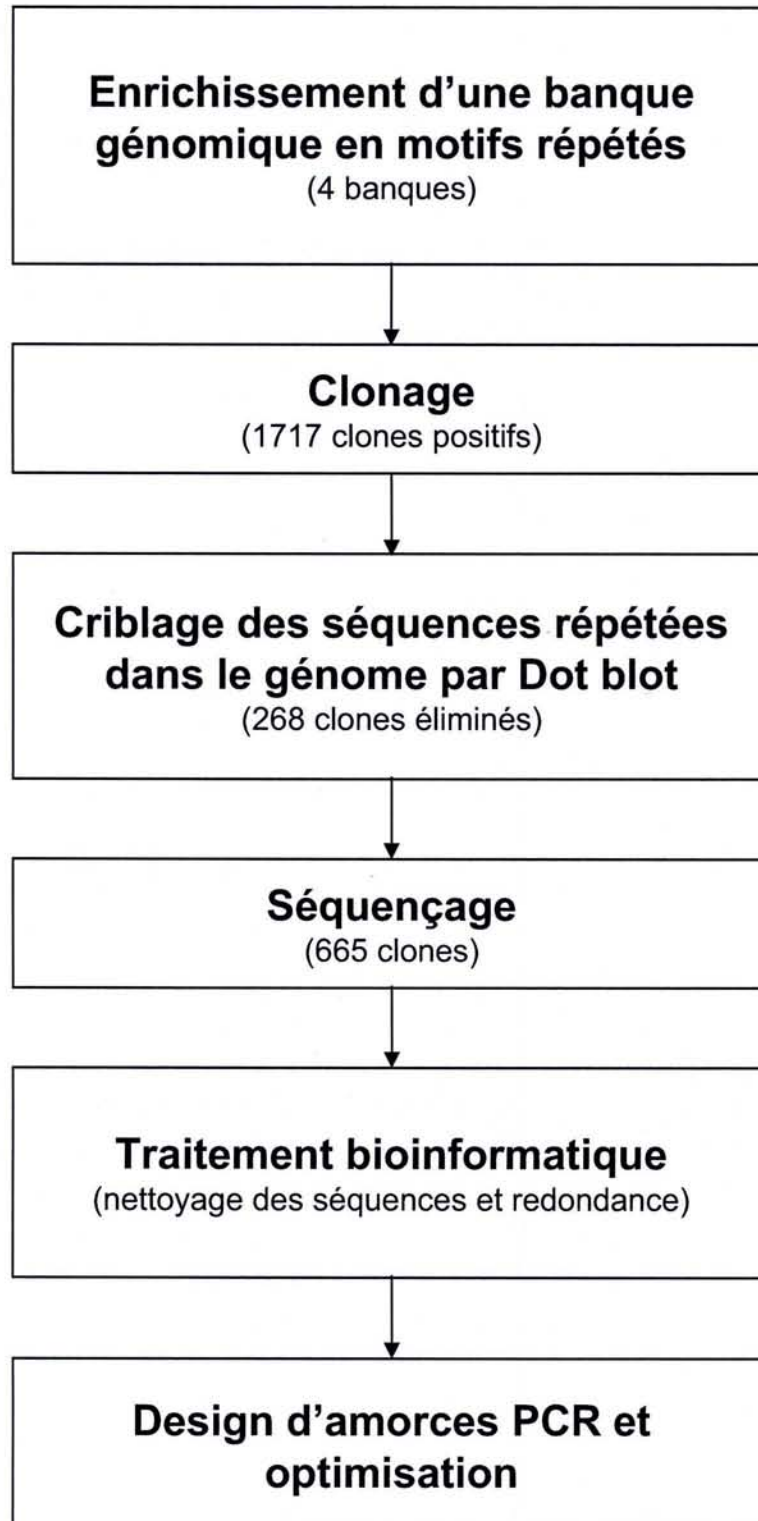 Enrichissement d'une banque
génomique en motifs répétés
(4 banques)
Clonage
(1717 clones positifs)
Criblage des séquences répétées
dans le génome par Dot blot
(268 clones éliminés)
Séquençage
(665 clones)
Traitement bioinformatique
(nettoyage des séquences et redondance)
Design d'amorces PCR et
optimisation